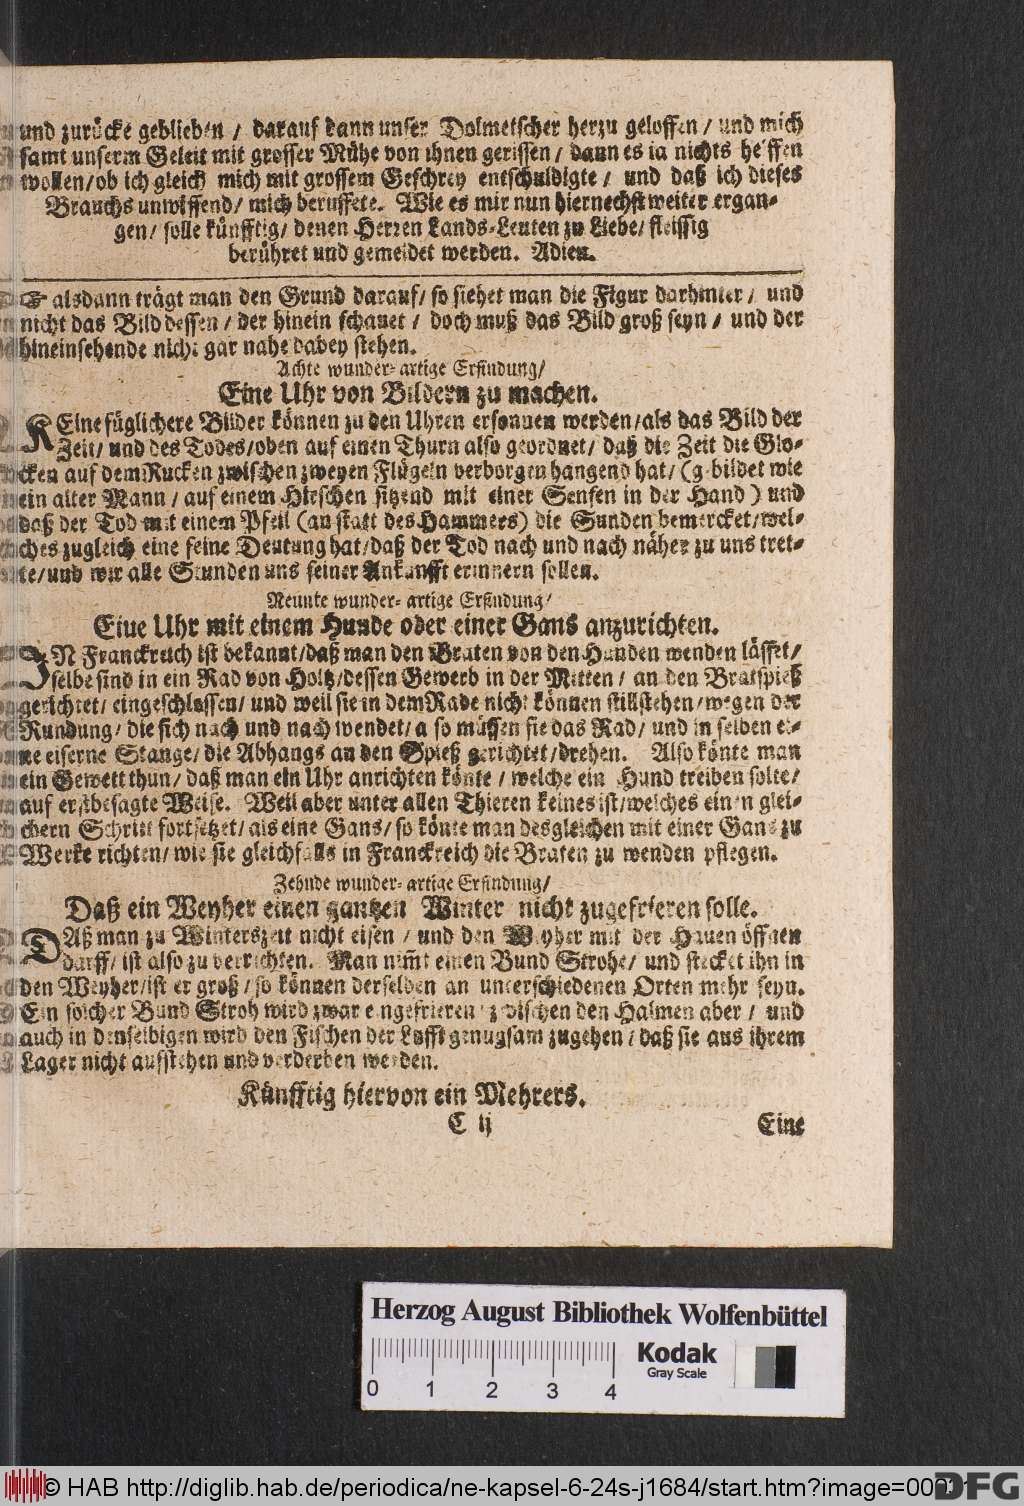 und zurücke geblieben / darauf dann unser Dolmetscher herzu geloffen / und mich
samt unserm Geleit mit grosser Mühe von ihnen gerissen / dann es ja nichts helffen
wollen / ob ich gleich mich mit grossem Geschrey entschuldigte / und daß ich dieses
Brauchs unwissend / mich beruffete. Wie es mir nun hiernechst weiter ergan-
gen / solle künfftig / denen Herren Lands-Leuten zu Liebe / fleissig
berühret und gemeldet werden. Adieu.
alsdann trägt man den Grund darauf / so siehet man die Figur darhinter / und
nicht das Bild dessen / der hinein schauet / doch muß das Bild groß seyn / und der
hineinsehende nicht gar nahe dabey stehen.
Achte wunder-artige Erfindung /
Eine Uhr von Bildern zu machen.
KEine füglichere Bilder können zu den Uhren ersonnen werden / als das Bild der
Zeit / und des Todes / oben auf einen Thurn also geordnet / daß die Zeit die Glo-
cken auf dem Rucken zwischen zweyen Flügeln verborgen hangend hat / (gebildet wie
ein alter Mann / auf einem Hirschen sitzend mit einer Sensen in der Hand) und
daß der Tod mit einem Pfeil (an statt des Hammers) die Stunden bemercket / wel-
ches zugleich eine feine Deutung hat / daß der Tod nach und nach näher zu uns tret-
te / und wir alle Stunden uns seiner Ankunfft erinnern sollen.
Neunte wunder-artige Erfindung /
Eine Uhr mit einem Hunde oder einer Gans anzurichten.
IN Franckreich ist bekannt / daß man den Braten von den Hunden wenden lässet /
selbe sind in ein Rad von Holtz / dessen Gewerb in der Mitten / an den Bratspieß
gerichtet / eingeschlossen / und weil sie in dem Rade nicht können stillstehen / wegen der
Rundung / die sich nach und nach wendet / also müssen sie das Rad / und in selben ei-
ne eiserne Stange / die Abhangs an den Spieß gerichtet / drehen. Also könte man
ein Gewett thun / daß man ein Uhr anrichten könte / welche ein Hund treiben solte /
auf erstbesagte Weise. Weil aber unter allen Thieren keines ist / welches einen glei-
chern Schritt fortsetzet / als eine Gans / so könte man desgleichen mit einer Gans zu
Werke richten / wie sie gleichfalls in Franckreich die Braten zu wenden pflegen.
Zehnde wunder-artige Erfindung /
Daß ein Weyher einen gantzen Winter nicht zugefrieren solle.
DAß man zu Winterszeit nicht eisen / und den Weyher mit der Hauen öffnen
darff / ist also zu verrichten. Man nimt einen Bund Strohe / und stecket ihn in
den Weyher / ist er groß / so können derselben an unterschiedenen Orten mehr seyn.
Ein solcher Bund Stroh wird zwar eingefrieren / zwischen den Halmen aber / und
auch in denselbigen wird den Fischen der Lufft genugsam zugehen / daß sie aus ihrem
Lager nicht aufstehen und verderben werden.
Künfftig hiervon ein Mehrers.
C ij Eine
Herzog August Bibliothek Wolfenbüttel
0 1 2 3 4
Kodak
Gray Scale
© HAB http://diglib.hab.de/periodica/ne-kapsel-6-24s-j1684/start.htm?image=000
DFG